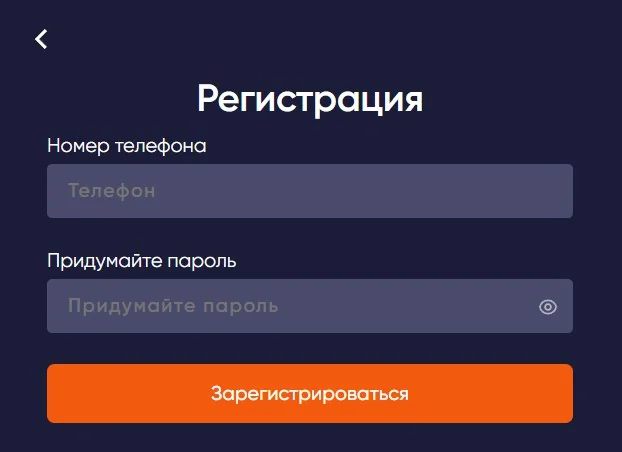 Регистрация
Номер телефона
Телефон
Придумайте пароль
Придумайте пароль
Зарегистрироваться